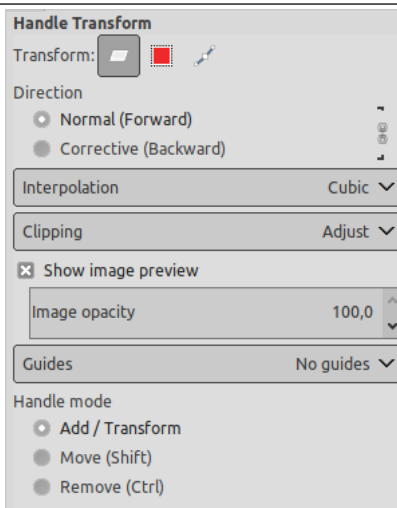 Handle Transform
Transform:
Direction
Normal (Forward)
Corrective (Backward)
Interpolation Cubic
Clipping Adjust
Show image preview
Image opacity 100,0
Guides No guides
Handle mode
Add / Transform
Move (Shift)
Remove (Ctrl)